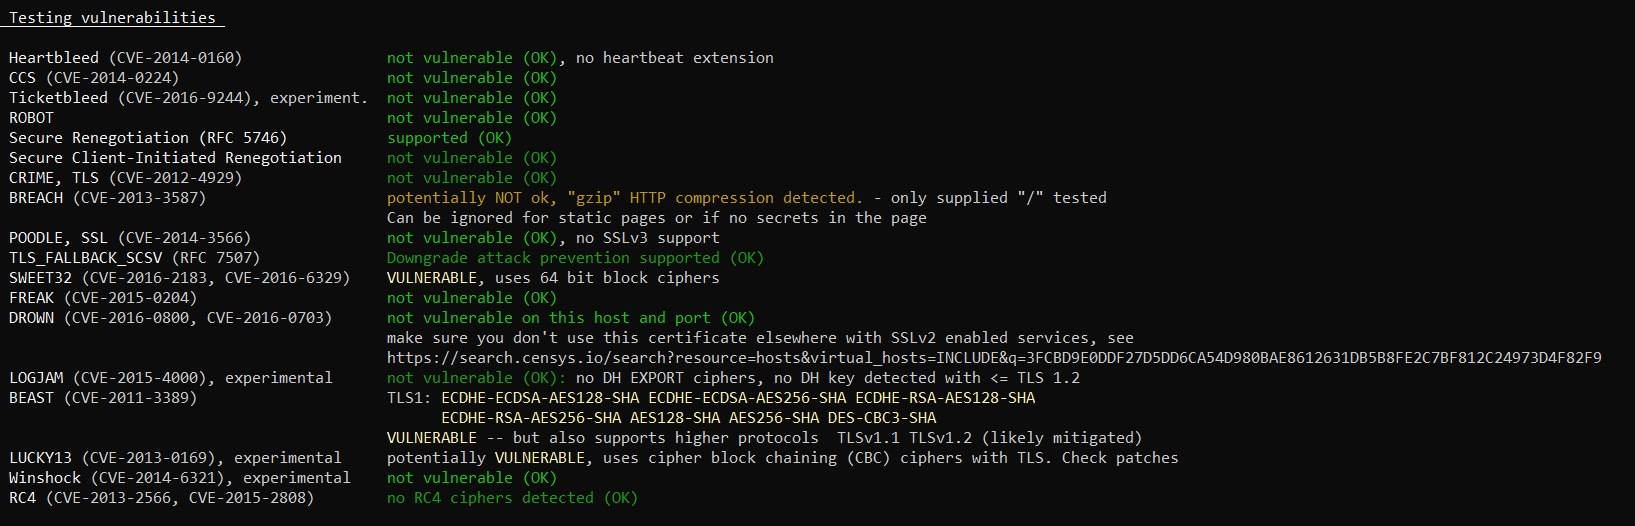 Testing vulnerabilities
Heartbleed (CVE-2014-0160) not vulnerable (OK), no heartbeat extension
CCS (CVE-2014-0224) not vulnerable (OK)
Ticketbleed (CVE-2016-9244), experiment. not vulnerable (OK)
ROBOT not vulnerable (OK)
Secure Renegotiation (RFC 5746) supported (OK)
Secure Client-Initiated Renegotiation not vulnerable (OK)
CRIME, TLS (CVE-2012-4929) not vulnerable (OK)
BREACH (CVE-2013-3587) potentially NOT ok, "gzip" HTTP compression detected. - only supplied "/" tested
Can be ignored for static pages or if no secrets in the page
POODLE, SSL (CVE-2014-3566) not vulnerable (OK), no SSLv3 support
TLS_FALLBACK_SCSV (RFC 7507) Downgrade attack prevention supported (OK)
SWEET32 (CVE-2016-2183, CVE-2016-6329) VULNERABLE, uses 64 bit block ciphers
FREAK (CVE-2015-0204) not vulnerable (OK)
DROWN (CVE-2016-0800, CVE-2016-0703) not vulnerable on this host and port (OK)
make sure you don't use this certificate elsewhere with SSLv2 enabled services, see
https://search.censys.io/search?resource=hosts&virtual_hosts=INCLUDE&q=3FCBD9E0DDF27D5DD6CA54D980BAE8612631DB5B8FE2C7BF812C24973D4F82F9
LOGJAM (CVE-2015-4000), experimental not vulnerable (OK): no DH EXPORT ciphers, no DH key detected with <= TLS 1.2
BEAST (CVE-2011-3389) TLS1: ECDHE-ECDSA-AES128-SHA ECDHE-ECDSA-AES256-SHA ECDHE-RSA-AES128-SHA
ECDHE-RSA-AES256-SHA AES128-SHA AES256-SHA DES-CBC3-SHA
VULNERABLE -- but also supports higher protocols TLSv1.1 TLSv1.2 (likely mitigated)
LUCKY13 (CVE-2013-0169), experimental potentially VULNERABLE, uses cipher block chaining (CBC) ciphers with TLS. Check patches
Winshock (CVE-2014-6321), experimental not vulnerable (OK)
RC4 (CVE-2013-2566, CVE-2015-2808) no RC4 ciphers detected (OK)